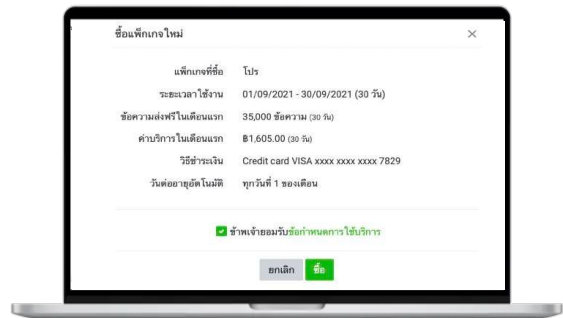 ซื้อแพ็กเกจใหม่ ×
แพ็กเกจที่ซื้อ โปร
ระยะเวลาใช้งาน 01/09/2021 - 30/09/2021 (30 วัน)
ข้อความส่งฟรีในเดือนแรก 35,000 ข้อความ (30 วัน)
ค่าบริการในเดือนแรก ฿1,605.00 (30 วัน)
วิธีชำระเงิน Credit card VISA xxxx xxxx xxxx 7829
วันต่ออายุอัตโนมัติ ทุกวันที่ 1 ของเดือน
ข้าพเจ้ายอมรับข้อกำหนดการใช้บริการ
ยกเลิก ซื้อ